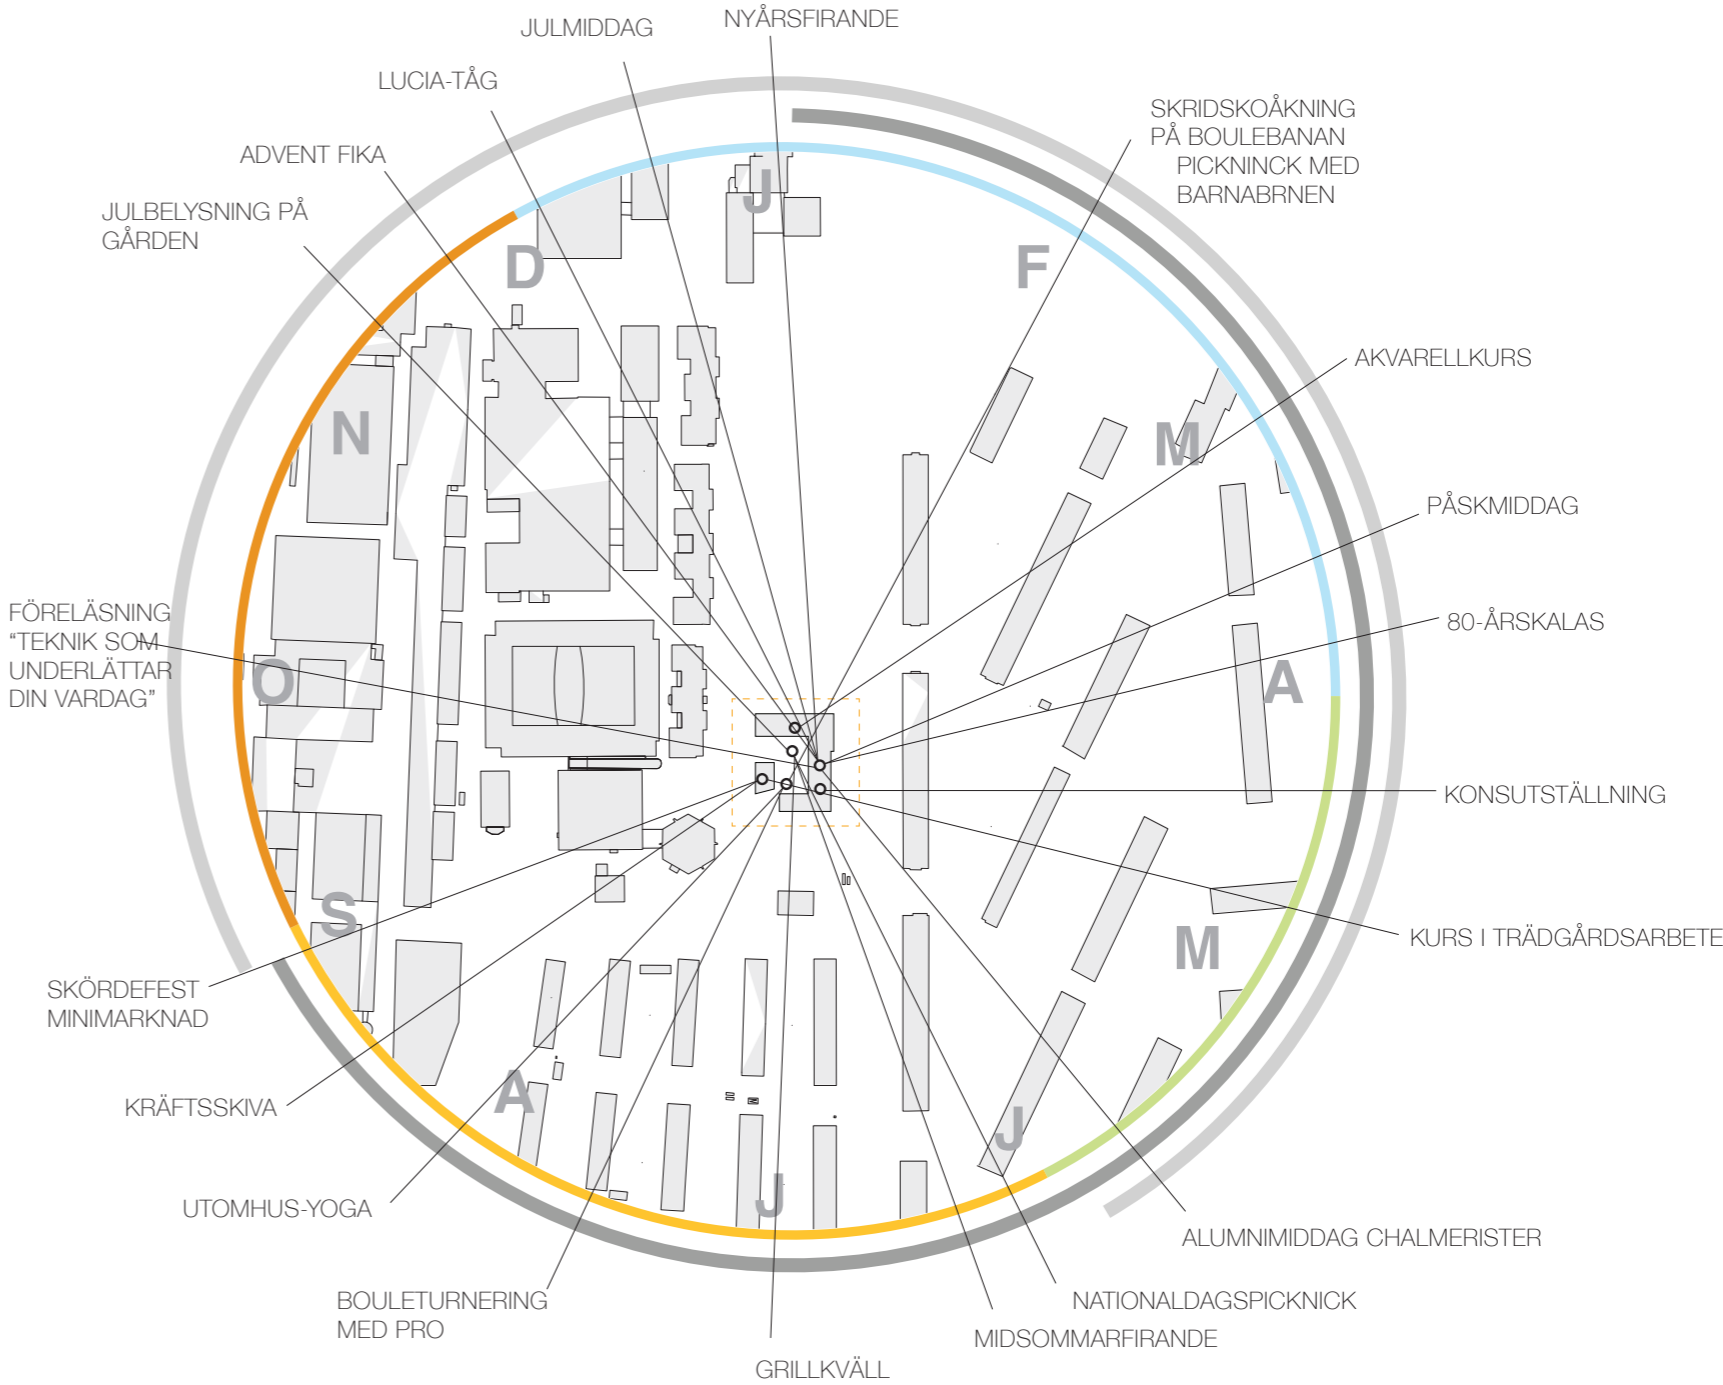 NYÅRSFIRANDE
JULMIDDAG
LUCIA-TÅG
ADVENT FIKA
JULBELYSNING PÅ
GÅRDEN
SKRIDSKOÅKNING
PÅ BOULEBANAN
PICKNINCK MED
BARNABRNEN
J
D
F
AKVARELLKURS
N
M
PÅSKMIDDAG
FÖRELÄSNING
“TEKNIK SOM
UNDERLÄTTAR
DIN VARDAG”
80-ÅRSKALAS
O
A
KONSUTSTÄLLNING
S
M
KURS I TRÄDGÅRDSARBETE
SKÖRDEFEST
MINIMARKNAD
KRÄFTSSKIVA
A
J
J
UTOMHUS-YOGA
ALUMNIMIDDAG CHALMERISTER
BOULETURNERING
MED PRO
NATIONALDAGSPICKNICK
MIDSOMMARFIRANDE
GRILLKVÄLL